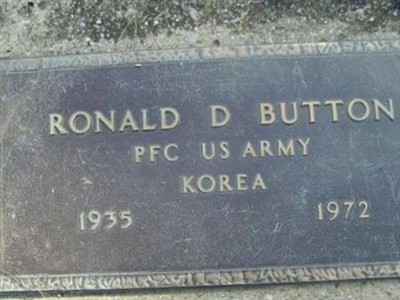 RONALD D BUTTON
PFC US ARMY
KOREA
1935 1972